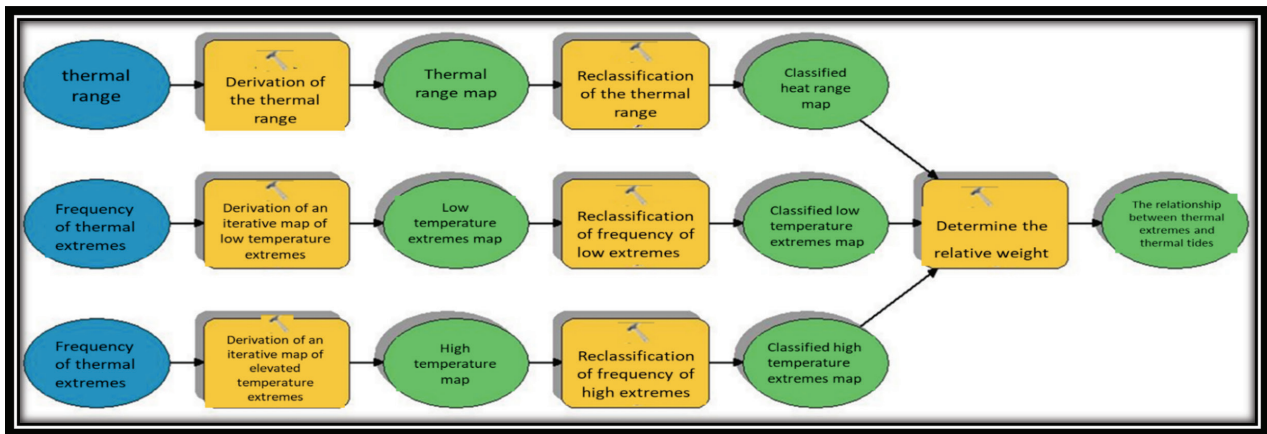 thermal
range
Derivation of
the thermal
range
Thermal
range map
Reclassification
of the thermal
range
Classified
heat range
map
Frequency
of thermal
extremes
Derivation of an
iterative map of
low temperature
extremes
Low
temperature
extremes map
Reclassification
of frequency of
low extremes
Classified low
temperature
extremes map
Determine the
relative weight
The relationship
between thermal
extremes and
thermal tides
Frequency
of thermal
extremes
Derivation of an
iterative map of
elevated
temperature
extremes
High
temperature
map
Reclassification
of frequency of
high extremes
Classified high
temperature
extremes map